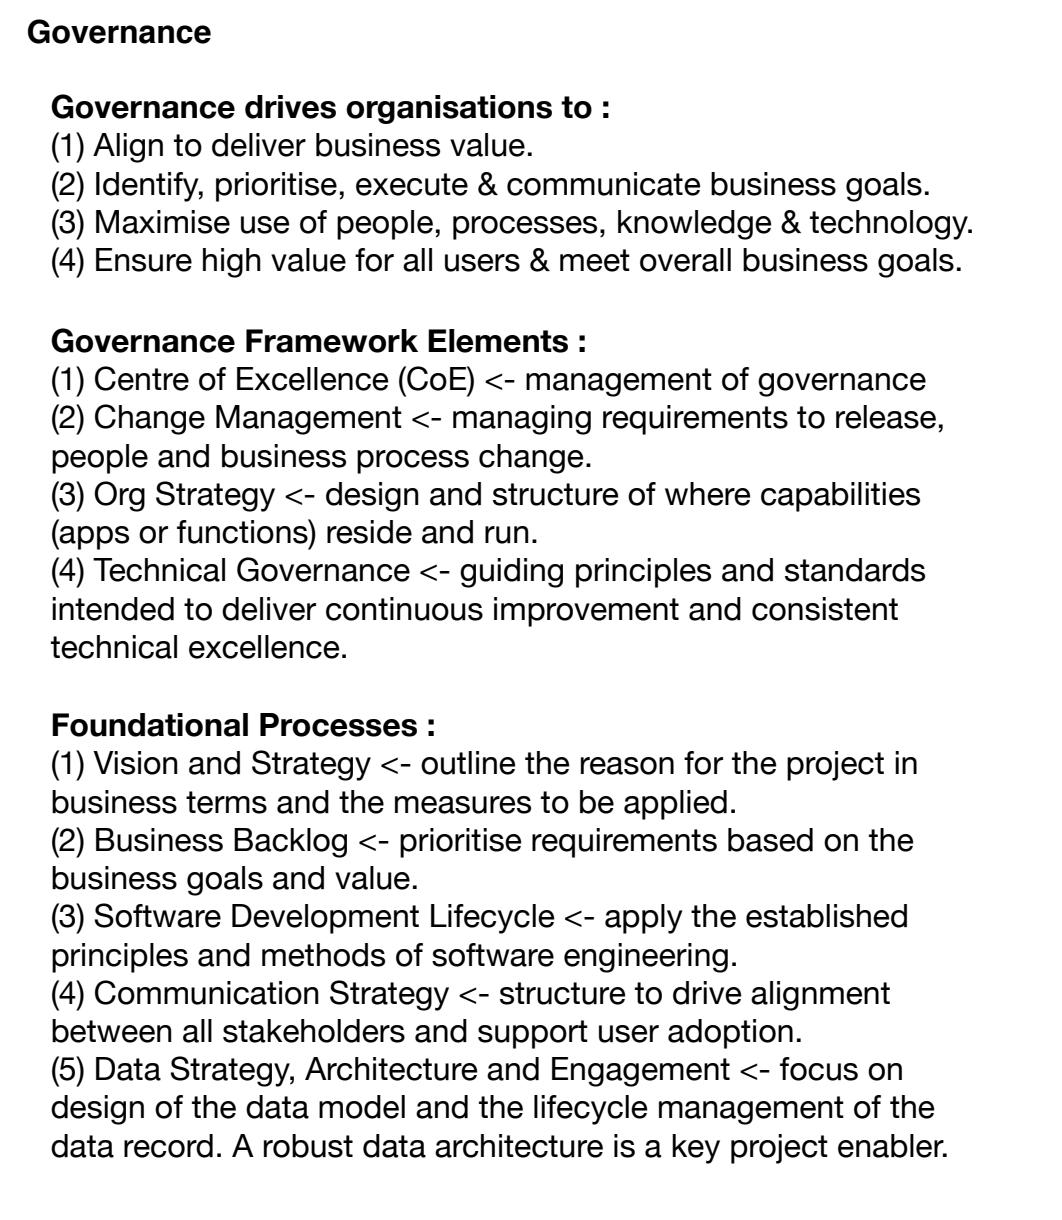 Governance
Governance drives organisations to :
(1) Align to deliver business value.
(2) Identify, prioritise, execute & communicate business goals.
(3) Maximise use of people, processes, knowledge & technology.
(4) Ensure high value for all users & meet overall business goals.
Governance Framework Elements :
(1) Centre of Excellence (CoE) <- management of governance
(2) Change Management <- managing requirements to release,
people and business process change.
(3) Org Strategy <- design and structure of where capabilities
(apps or functions) reside and run.
(4) Technical Governance <- guiding principles and standards
intended to deliver continuous improvement and consistent
technical excellence.
Foundational Processes :
(1) Vision and Strategy <- outline the reason for the project in
business terms and the measures to be applied.
(2) Business Backlog <- prioritise requirements based on the
business goals and value.
(3) Software Development Lifecycle <- apply the established
principles and methods of software engineering.
(4) Communication Strategy <- structure to drive alignment
between all stakeholders and support user adoption.
(5) Data Strategy, Architecture and Engagement <- focus on
design of the data model and the lifecycle management of the
data record. A robust data architecture is a key project enabler.